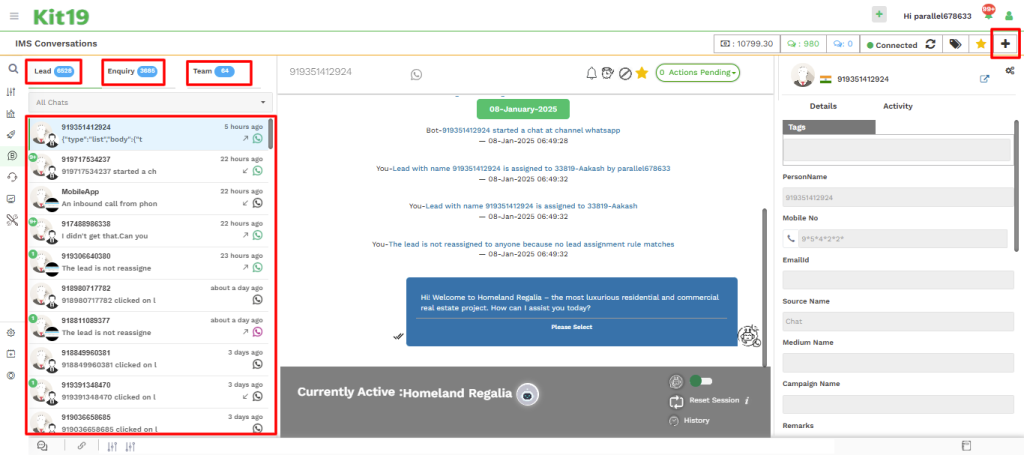 Kit19
Hi parallel678633
99+
IMS Conversations
: 10799.30
: 980
: 0
Connected
Lead 6528
Enquiry 3665
Team 64
All Chats
919351412924
5 hours ago
{"type":"list","body":{"t
9+
919717534237
22 hours ago
919717534237 started a ch
MobileApp
22 hours ago
An inbound call from phon
9+
917488986338
22 hours ago
I didn't get that.Can you
1
919306640380
23 hours ago
The lead is not reassigne
918980717782
about a day ago
918980717782 clicked on l
1
918811089377
about a day ago
The lead is not reassigne
918849960381
3 days ago
918849960381 clicked on l
1
919391348470
3 days ago
919391348470 clicked on l
919036658685
3 days ago
919036658685 clicked on l
919351412924
0 Actions Pending
08-January-2025
Bot-919351412924 started a chat at channel whatsapp
— 08-Jan-2025 06:49:28
You-Lead with name 919351412924 is assigned to 33819-Aakash by parallel678633
— 08-Jan-2025 06:49:32
You-Lead with name 919351412924 is assigned to 33819-Aakash
— 08-Jan-2025 06:49:32
You-The lead is not reassigned to anyone because no lead assignment rule matches
— 08-Jan-2025 06:49:32
Hi! Welcome to Homeland Regalia – the most luxurious residential and commercial
real estate project. How can I assist you today?
Please Select
Currently Active :Homeland Regalia
Reset Session i
History
919351412924
Details
Activity
Tags
PersonName
919351412924
Mobile No
9*5*4*2*2*
EmailId
Source Name
Chat
Medium Name
Campaign Name
Remarks